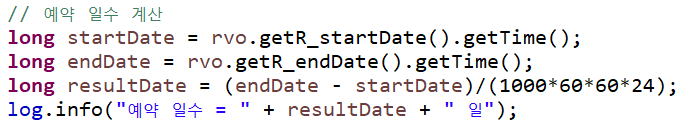 // 예약 일수 계산
long startDate = rvo.getR_startDate().getTime();
long endDate = rvo.getR_endDate().getTime();
long resultDate = (endDate - startDate)/(1000*60*60*24);
log.info("예약 일수 = " + resultDate + " 일");